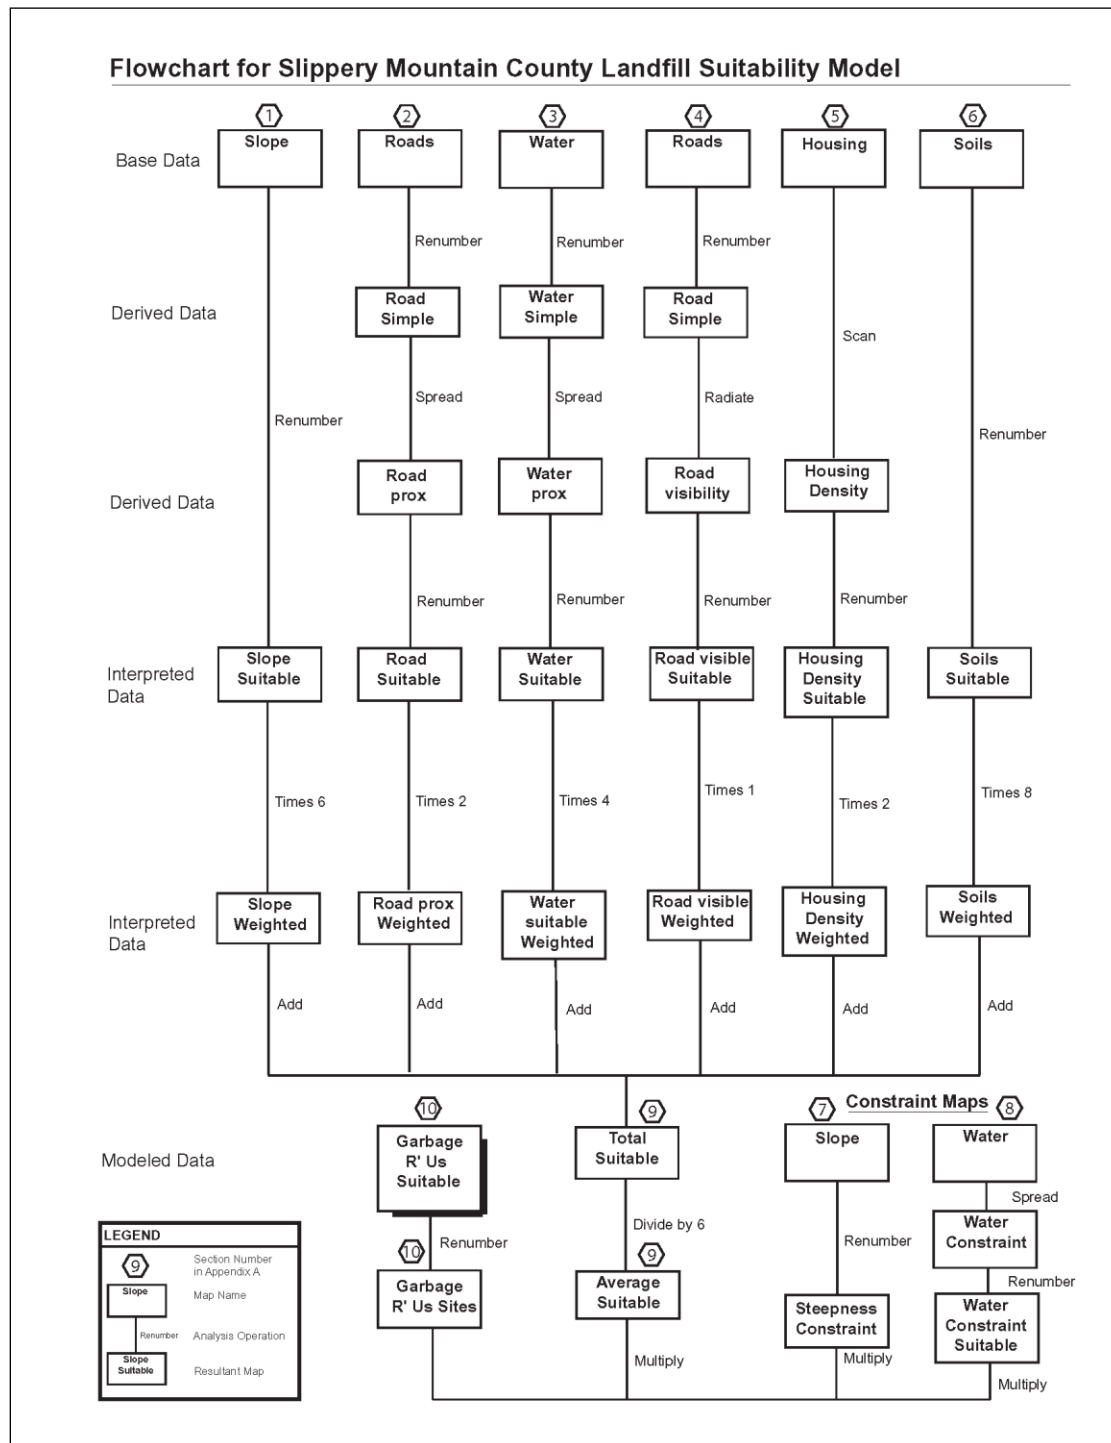 Flowchart for Slippery Mountain County Landfill Suitability Model
1 2 3 4 5 6
Base Data
Slope
Roads
Water
Roads
Housing
Soils
Renumber
Renumber
Renumber
Derived Data
Road
Simple
Water
Simple
Road
Simple
Scan
Renumber
Spread
Spread
Radiate
Renumber
Derived Data
Road
prox
Water
prox
Road
visibility
Housing
Density
Renumber
Renumber
Renumber
Renumber
Interpreted
Data
Slope
Suitable
Road
Suitable
Water
Suitable
Road visible
Suitable
Housing
Density
Suitable
Soils
Suitable
Times 6
Times 2
Times 4
Times 1
Times 2
Times 8
Interpreted
Data
Slope
Weighted
Road prox
Weighted
Water
suitable
Weighted
Road visible
Weighted
Housing
Density
Weighted
Soils
Weighted
Add
Add
Add
Add
Add
Add
Constraint Maps
Modeled Data
10
Garbage
R' Us
Suitable
Renumber
10
Garbage
R' Us Sites
9
Total
Suitable
Divide by 6
9
Average
Suitable
Multiply
7
Slope
Renumber
Steepness
Constraint
Multiply
8
Water
Spread
Water
Constraint
Renumber
Water
Constraint
Suitable
Multiply
LEGEND
9
Section Number
in Appendix A
Slope
Map Name
Renumber
Analysis Operation
Slope
Suitable
Resultant Map